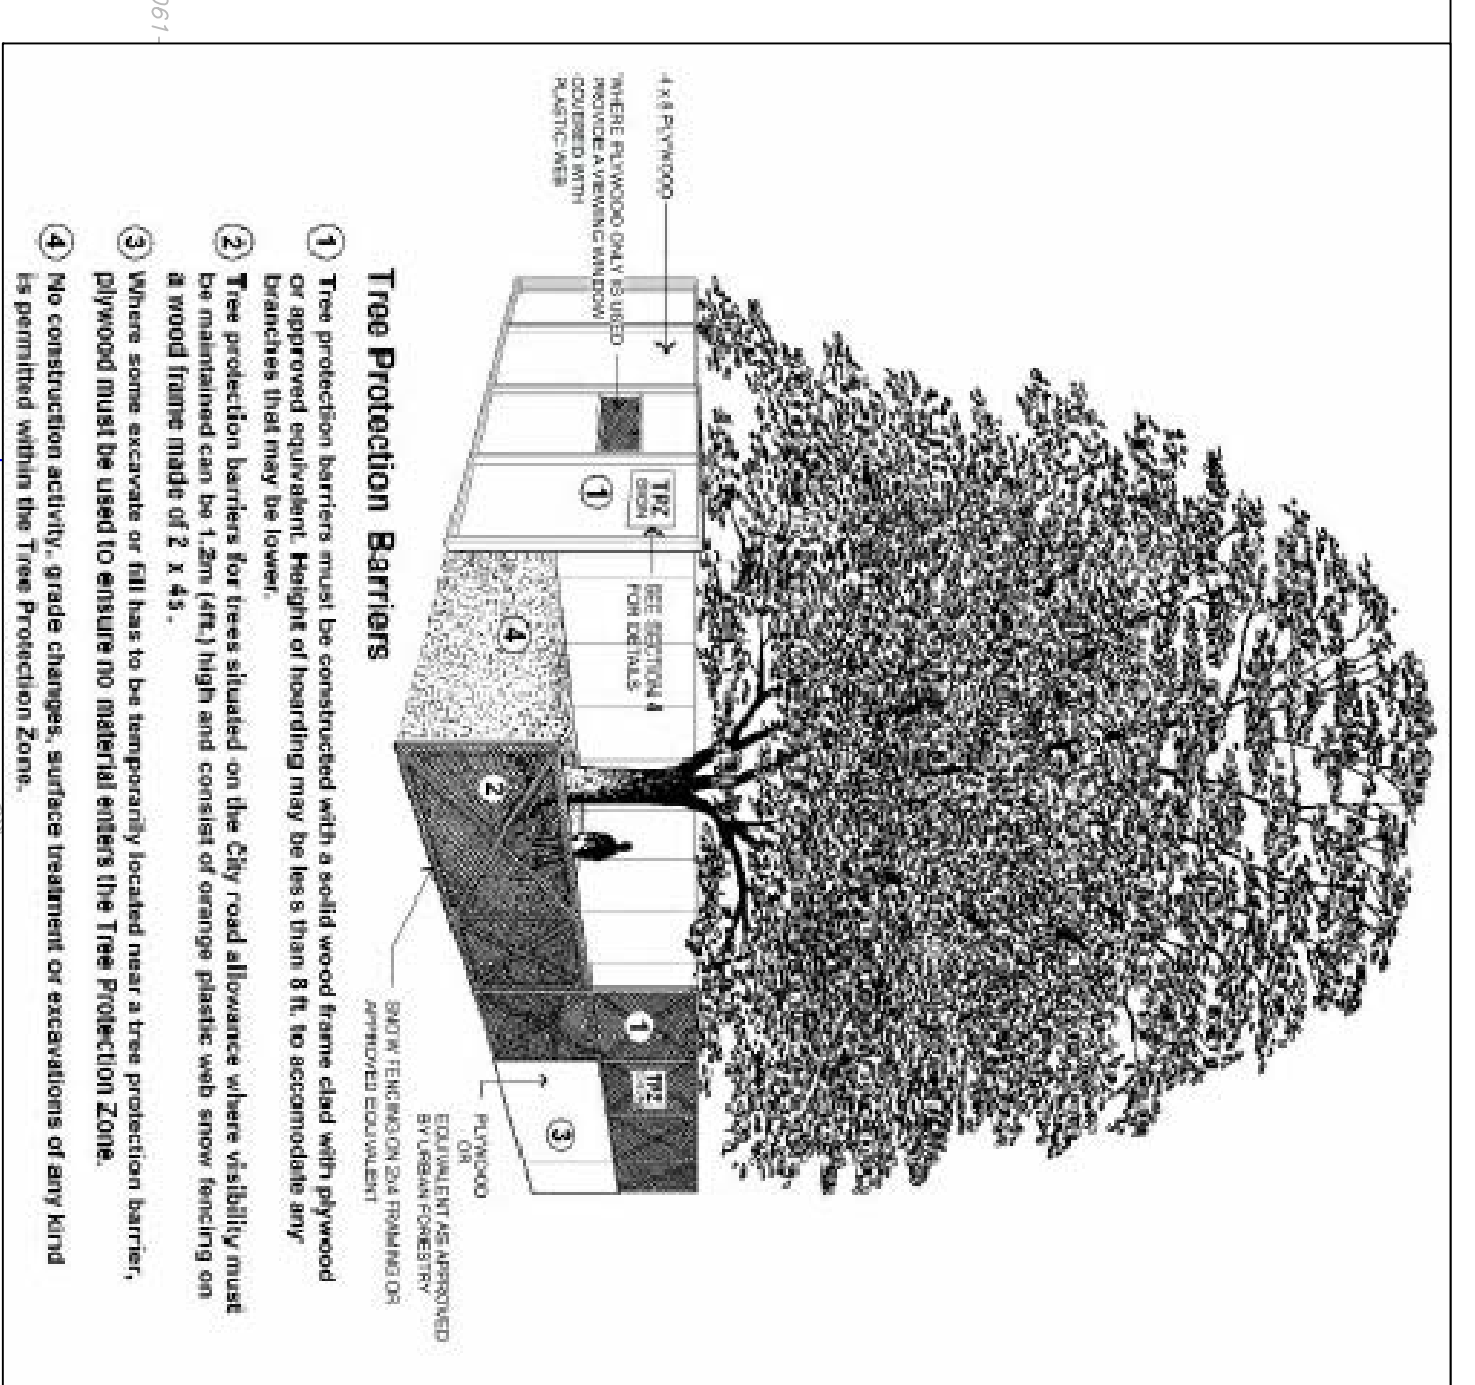 061-
4 x 8 PLYWOOD
WHERE PLYWOOD ONLY IS USED
PROVIDE A VIEWING WINDOW
COVERED WITH
PLASTIC WEB
TPZ
SEE SECTION 4
FOR DETAILS
1
4
2
1
TPZ
3
PLYWOOD
OR
EQUIVALENT AS APPROVED
BY URBAN FORESTRY
SNOW FENCING ON 2x4 FRAMING OR
APPROVED EQUIVALENT
Tree Protection Barriers
1 Tree protection barriers must be constructed with a solid wood frame clad with plywood
or approved equivalent. Height of hoarding may be less than 8 ft. to accomodate any
branches that may be lower.
2 Tree protection barriers for trees situated on the City road allowance where visibility must
be maintained can be 1.2m (4ft.) high and consist of orange plastic web snow fencing on
a wood frame made of 2 x 4s.
3 Where some excavate or fill has to be temporarily located near a tree protection barrier,
plywood must be used to ensure no material enters the Tree Protection Zone.
4 No construction activity, grade changes, surface treatment or excavations of any kind
is permitted within the Tree Protection Zone.